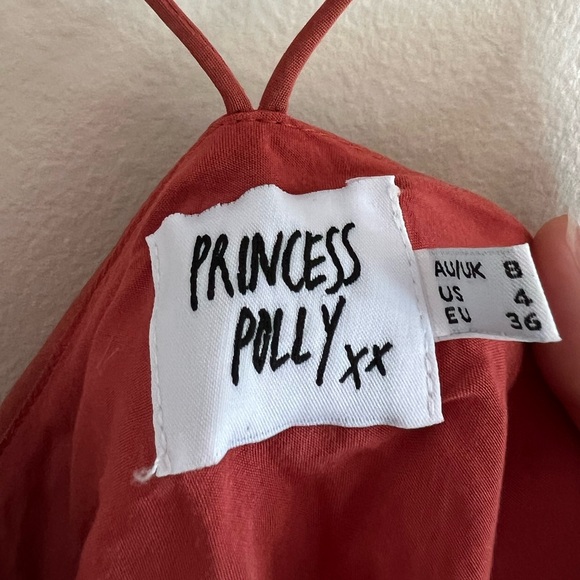 PRINCESS
POLLY xx
AU/UK 8
US 4
EU 36